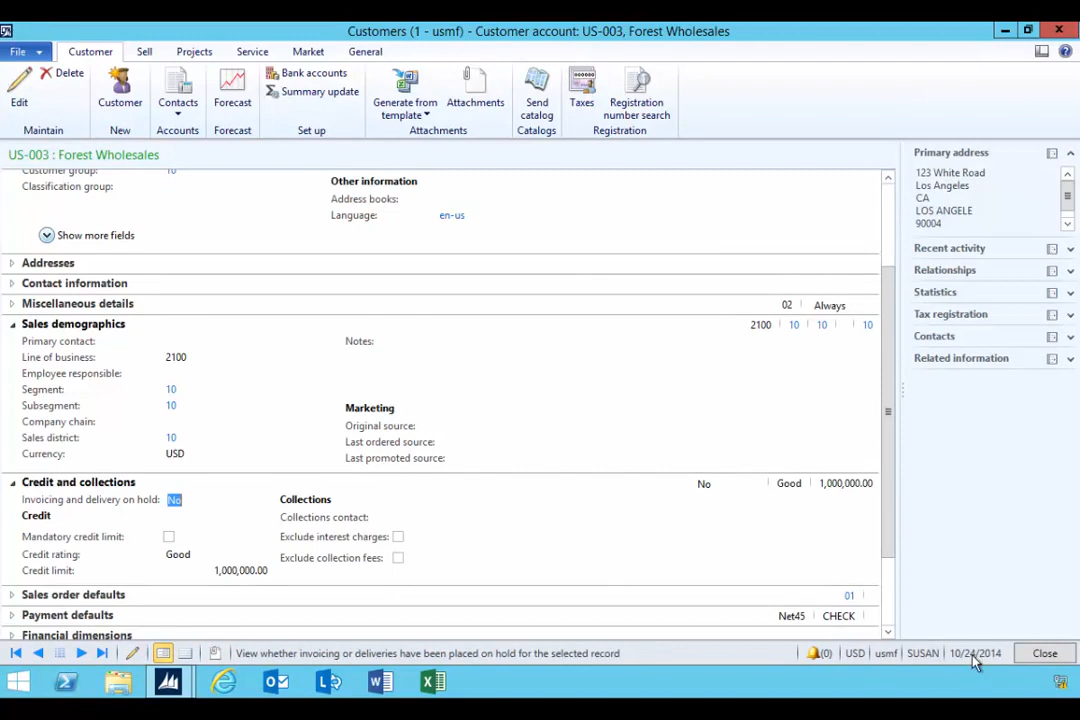 Customers (1 - usmf) - Customer account: US-003, Forest Wholesales
File Customer Sell Projects Service Market General
Edit
Delete
Maintain
Customer
New
Contacts
Accounts
Forecast
Forecast
Bank accounts
Summary update
Set up
Generate from
template
Attachments
Attachments
Send
catalog
Catalogs
Taxes
Registration
number search
Registration
US-003 : Forest Wholesales
Customer group: 10
Classification group:
Other information
Address books:
Language: en-us
Show more fields
Addresses
Contact information
Miscellaneous details 02 Always
Sales demographics 2100 10 10 10
Primary contact:
Line of business: 2100
Employee responsible:
Segment: 10
Subsegment: 10
Company chain:
Sales district: 10
Currency: USD
Notes:
Marketing
Original source:
Last ordered source:
Last promoted source:
Credit and collections No Good 1,000,000.00
Invoicing and delivery on hold: No
Credit
Mandatory credit limit:
Credit rating: Good
Credit limit: 1,000,000.00
Collections
Collections contact:
Exclude interest charges:
Exclude collection fees:
Sales order defaults 01
Payment defaults Net45 CHECK
Financial dimensions
Primary address
123 White Road
Los Angeles
CA
LOS ANGELE
90004
Recent activity
Relationships
Statistics
Tax registration
Contacts
Related information
View whether invoicing or deliveries have been placed on hold for the selected record (0) USD usmf SUSAN 10/24/2014 Close